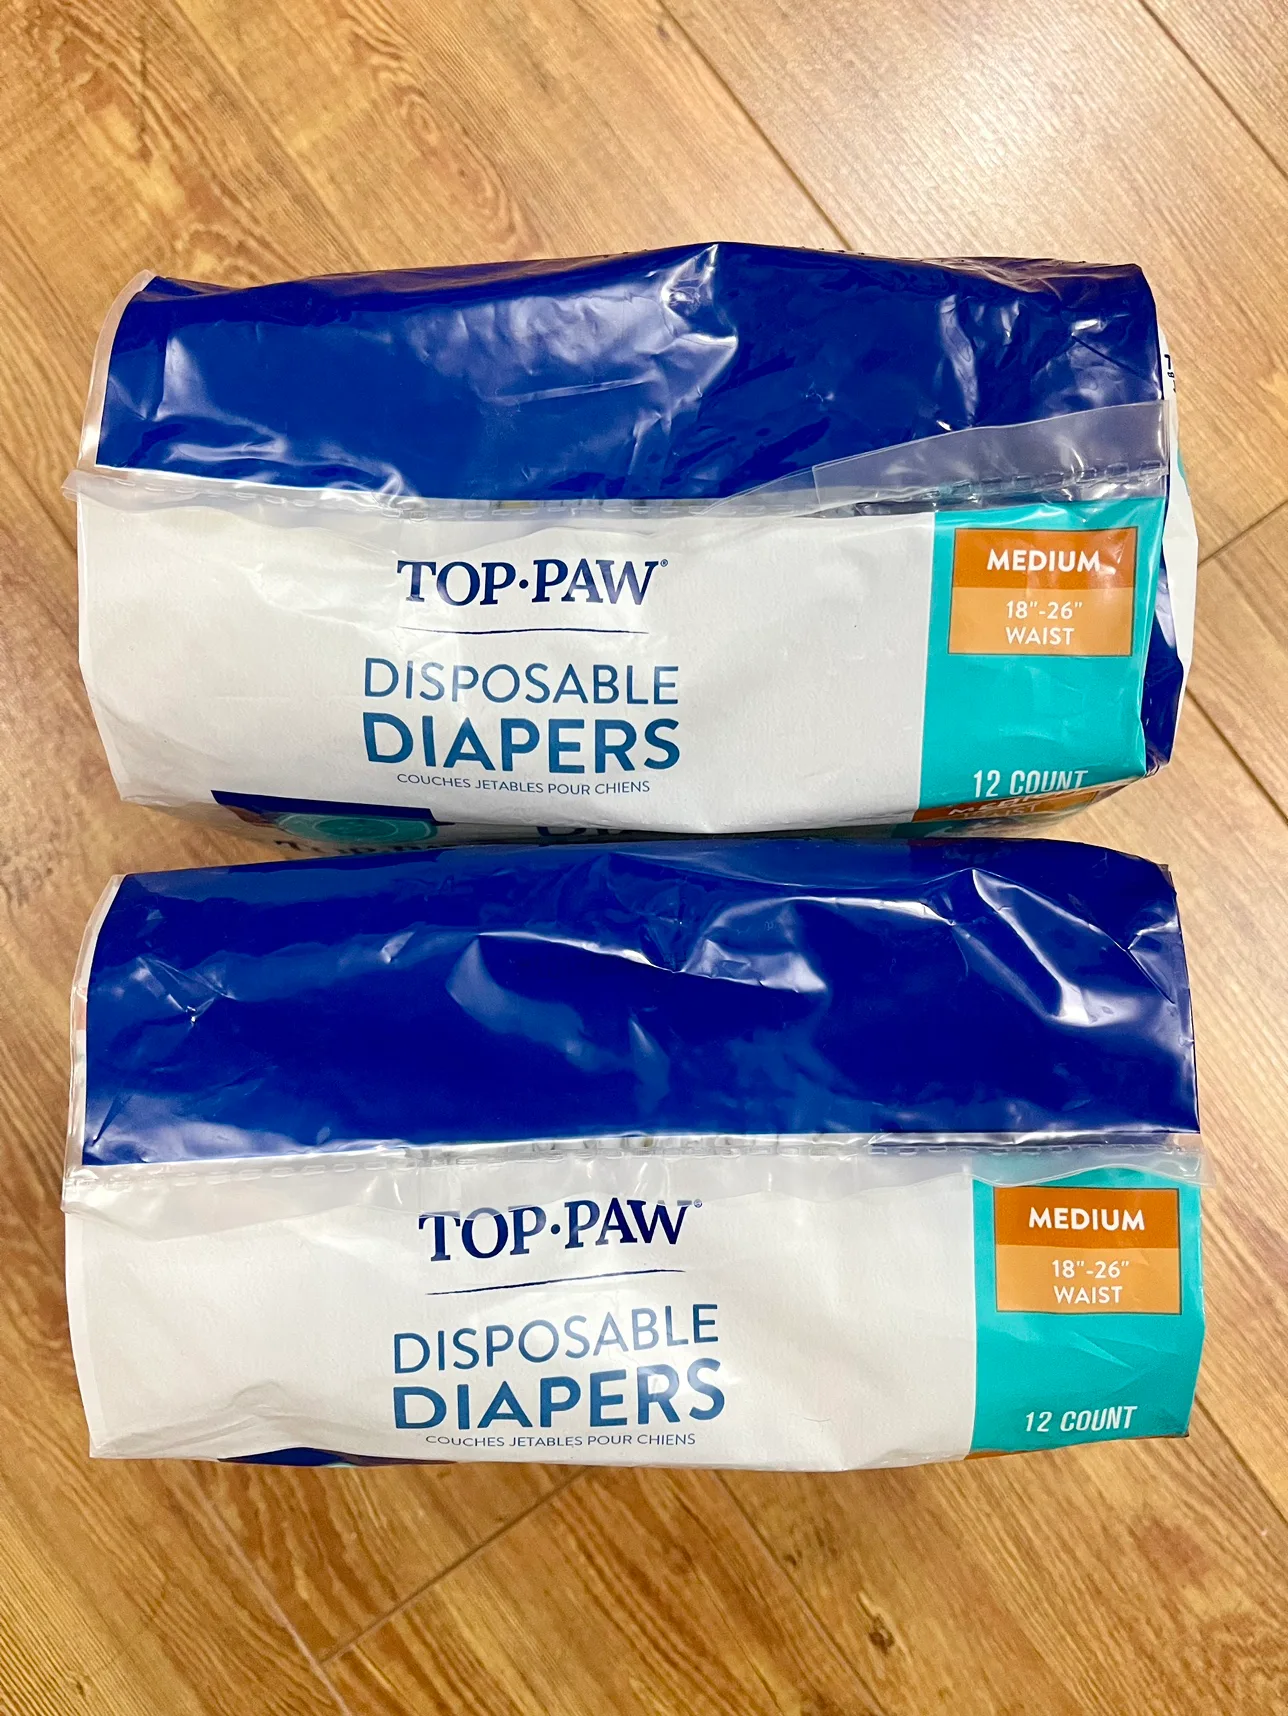 TOP·PAW®
DISPOSABLE
DIAPERS
COUCHES JETABLES POUR CHIENS
MEDIUM
18"-26"
WAIST
12 COUNT
TOP·PAW®
DISPOSABLE
DIAPERS
COUCHES JETABLES POUR CHIENS
MEDIUM
18"-26"
WAIST
12 COUNT